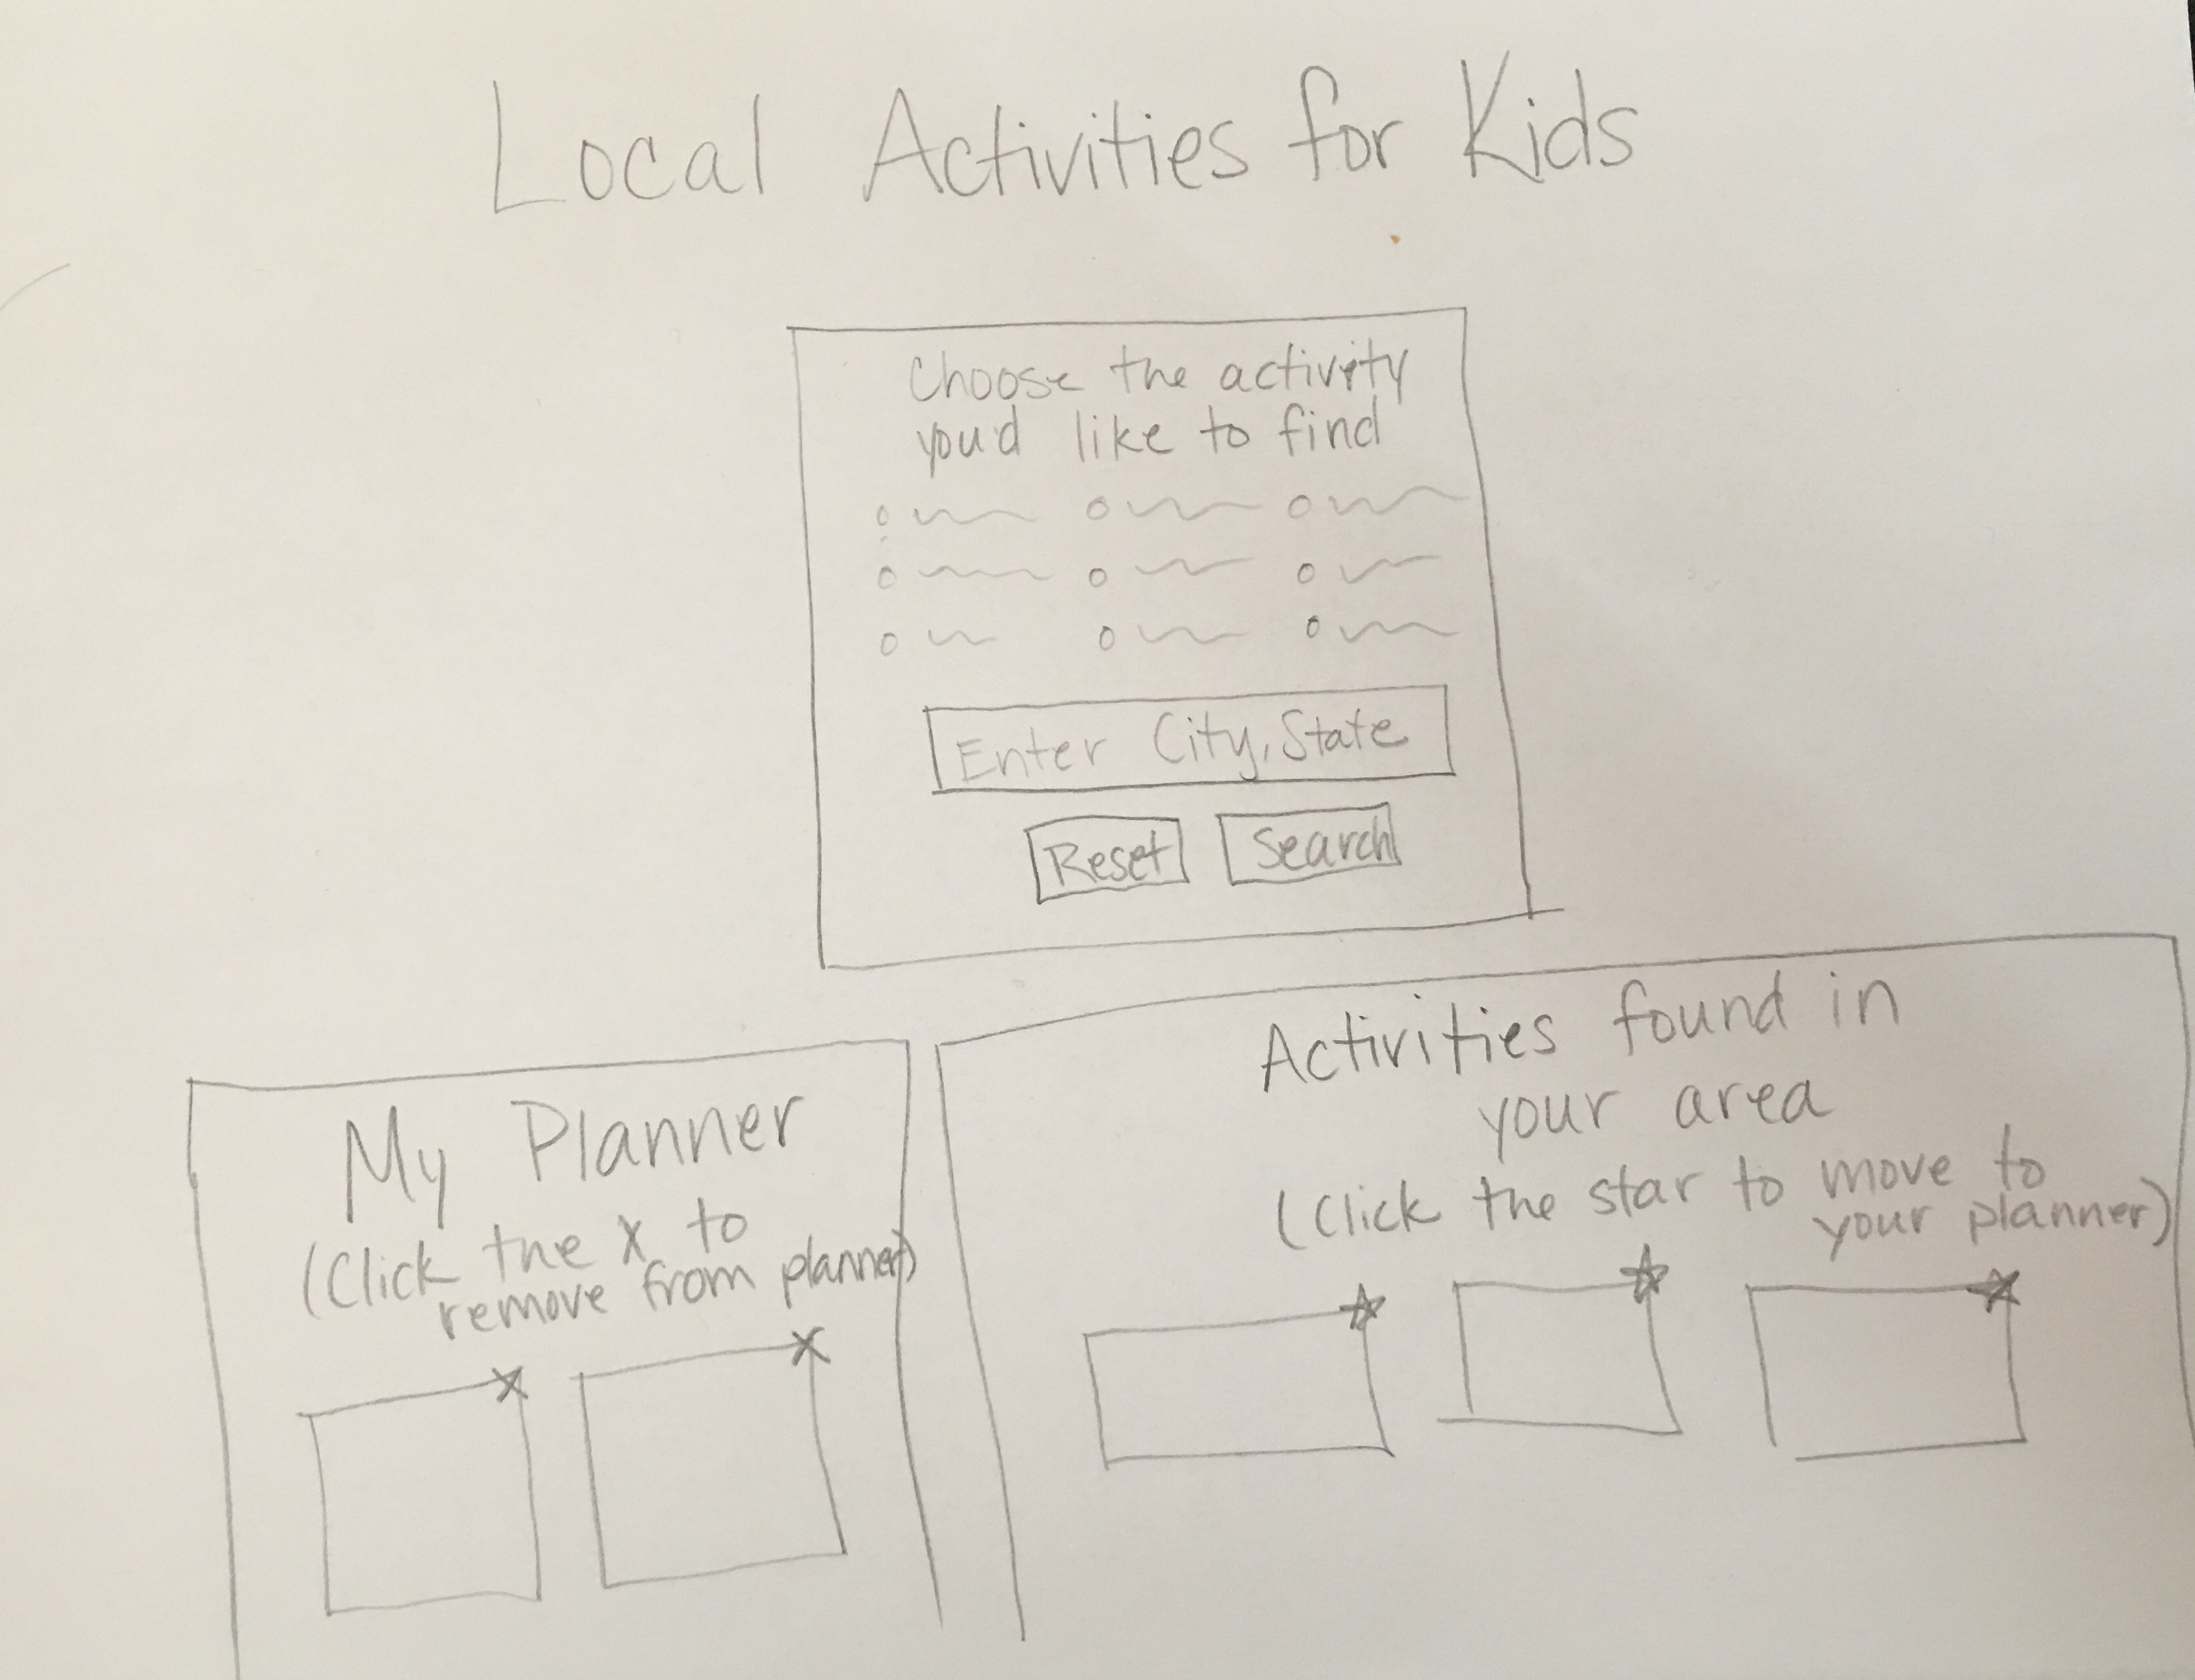 Local Activities for Kids
Choose the activity
you'd like to find
Enter City, State
Reset
Search
My Planner
(Click the x to
remove from planner)
Activities found in
your area
(Click the star to move to
your planner)